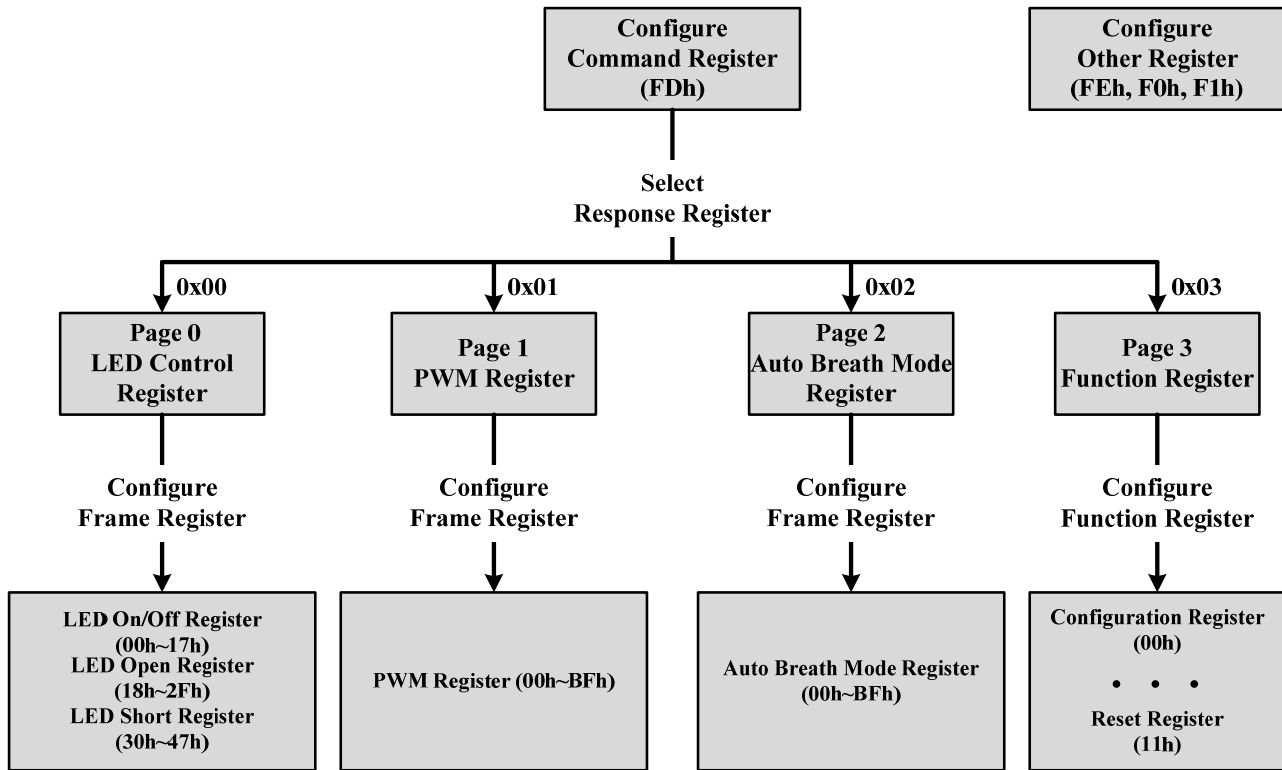 Configure
Command Register
(FDh)
Configure
Other Register
(FEh, F0h, F1h)
Select
Response Register
0x00
0x01
0x02
0x03
Page 0
LED Control
Register
Page 1
PWM Register
Page 2
Auto Breath Mode
Register
Page 3
Function Register
Configure
Frame Register
Configure
Frame Register
Configure
Frame Register
Configure
Function Register
LED On/Off Register
(00h~17h)
LED Open Register
(18h~2Fh)
LED Short Register
(30h~47h)
PWM Register (00h~BFh)
Auto Breath Mode Register
(00h~BFh)
Configuration Register
(00h)
• • •
Reset Register
(11h)